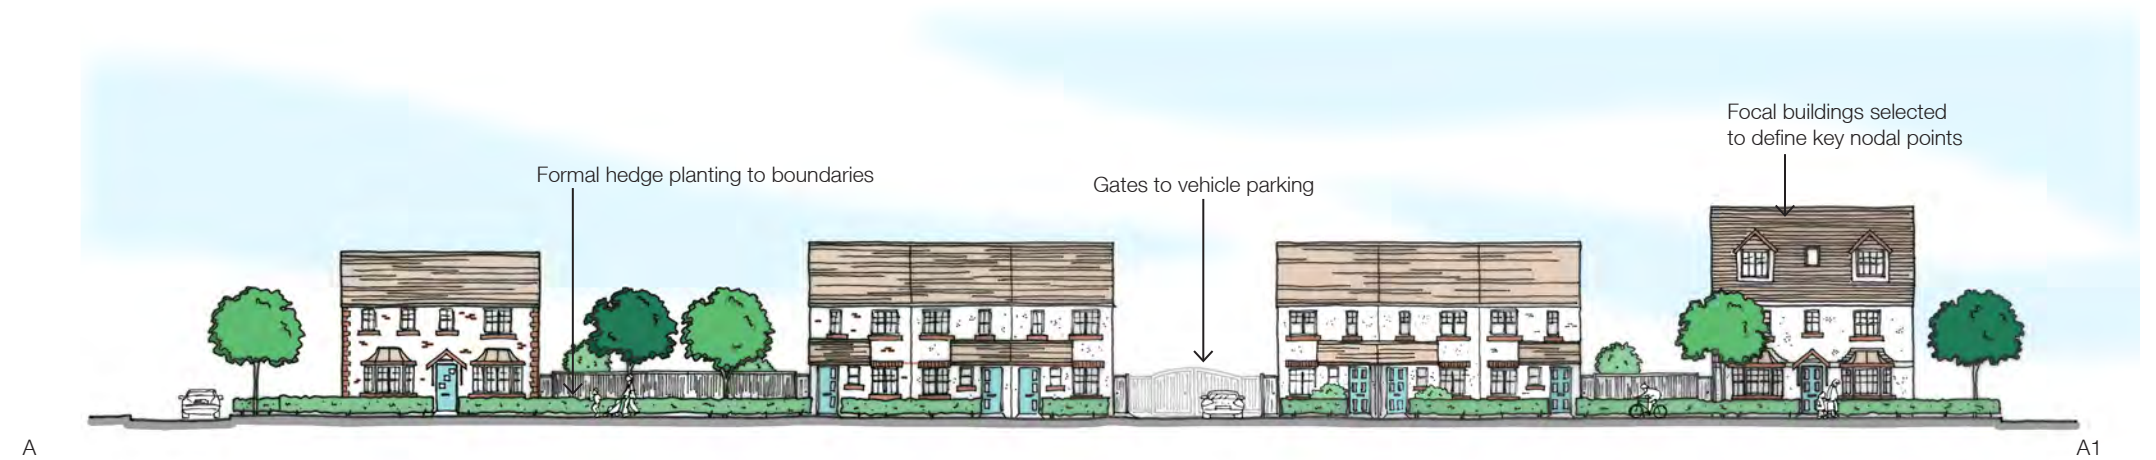 Focal buildings selected
to define key nodal points
Formal hedge planting to boundaries
Gates to vehicle parking
A
A1